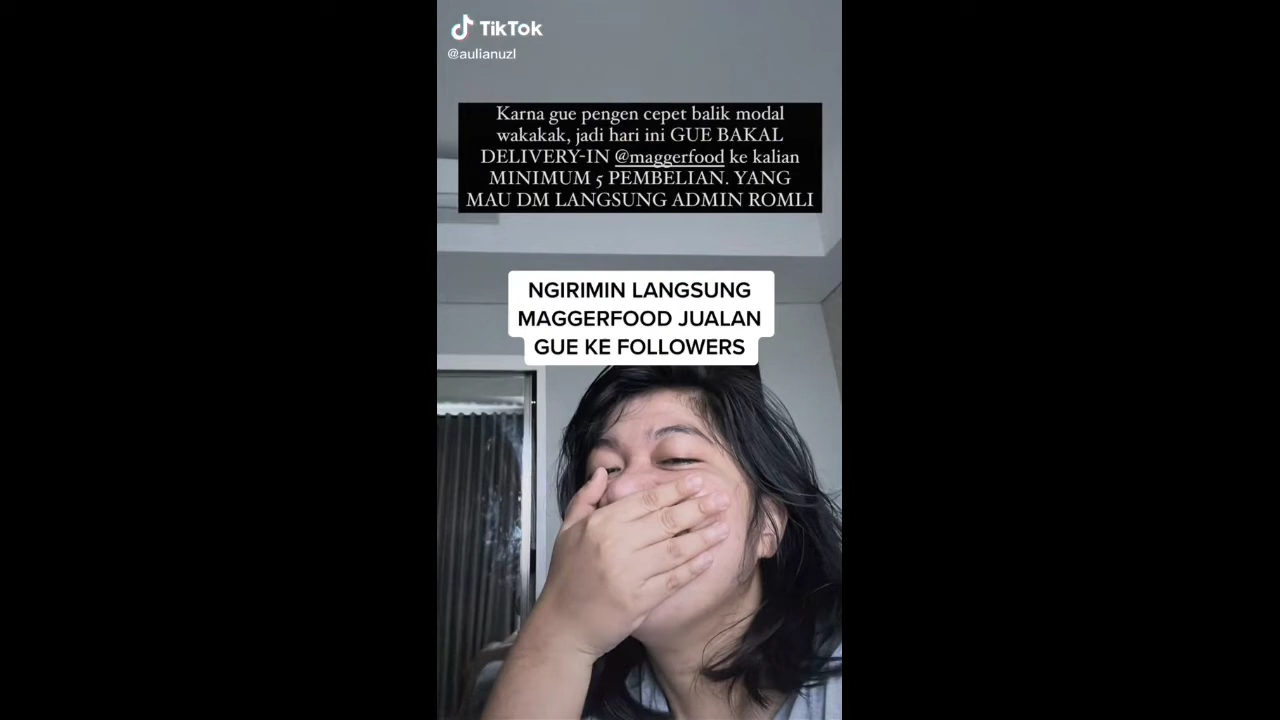 TikTok
@aulianuzl
Karna gue pengen cepet balik modal
wakakak, jadi hari ini GUE BAKAL
DELIVERY-IN @maggerfood ke kalian
MINIMUM 5 PEMBELIAN. YANG
MAU DM LANGSUNG ADMIN ROMLI
NGIRIMIN LANGSUNG
MAGGERFOOD JUALAN
GUE KE FOLLOWERS